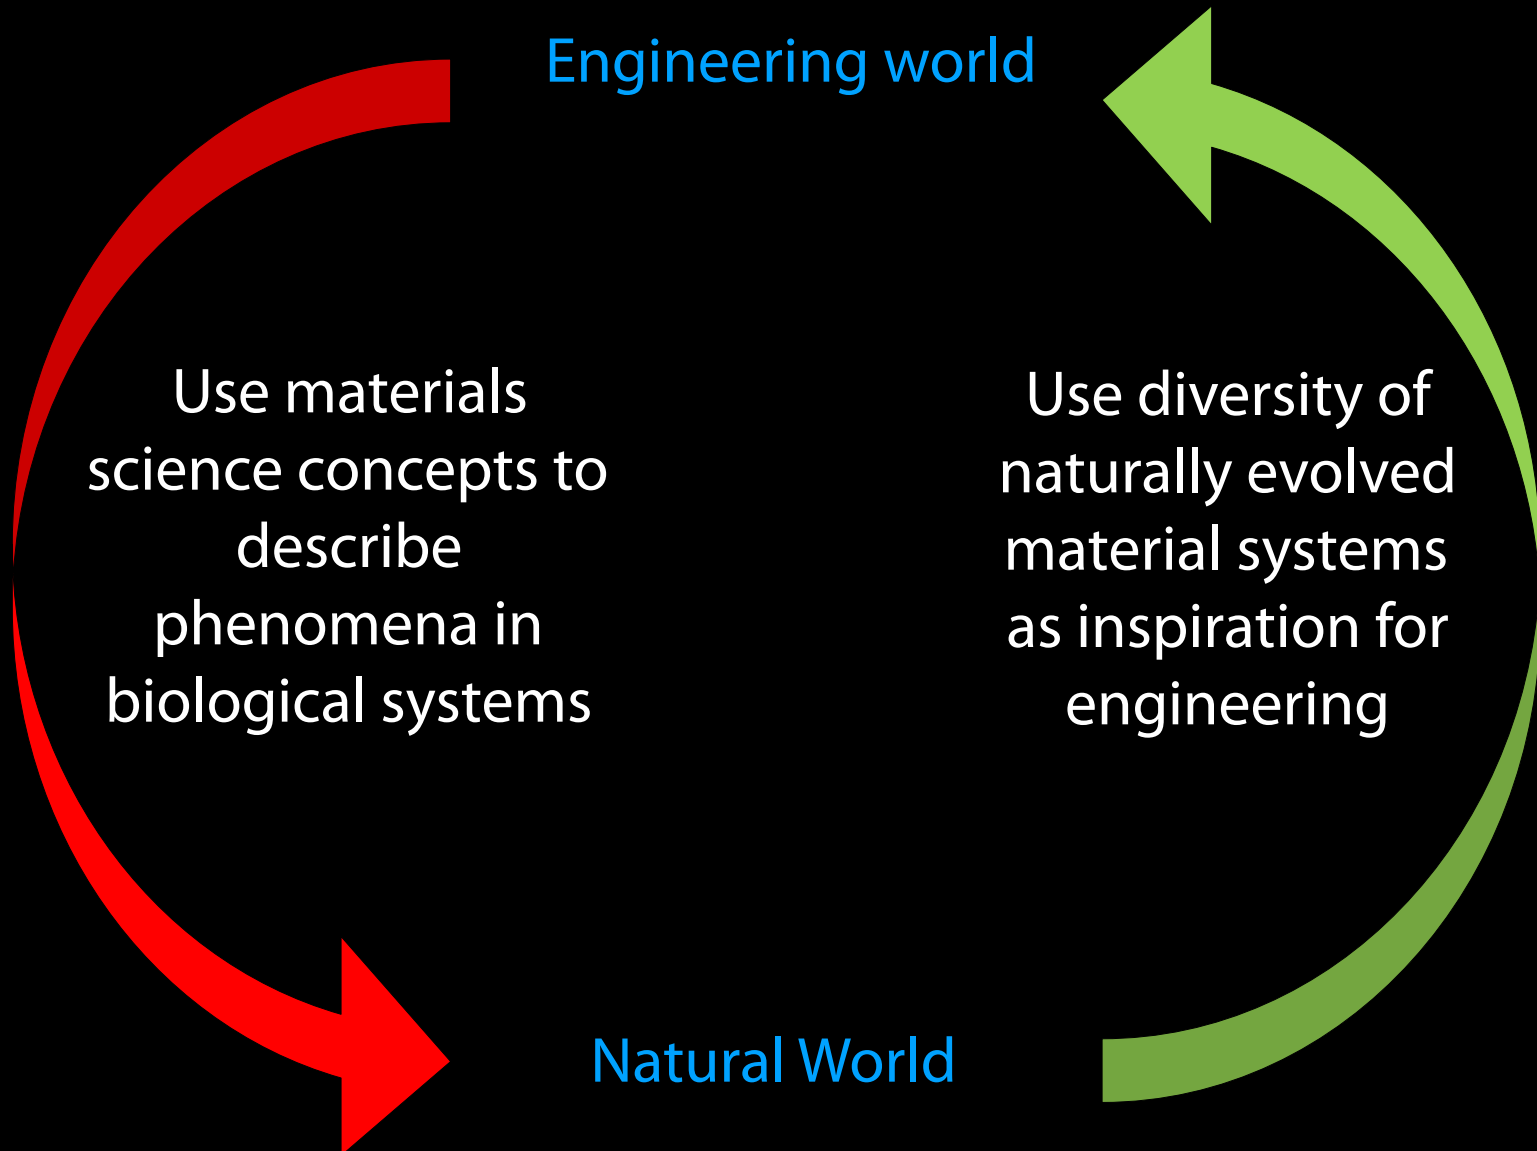 Engineering world
Use materials
science concepts to
describe
phenomena in
biological systems
Use diversity of
naturally evolved
material systems
as inspiration for
engineering
Natural World